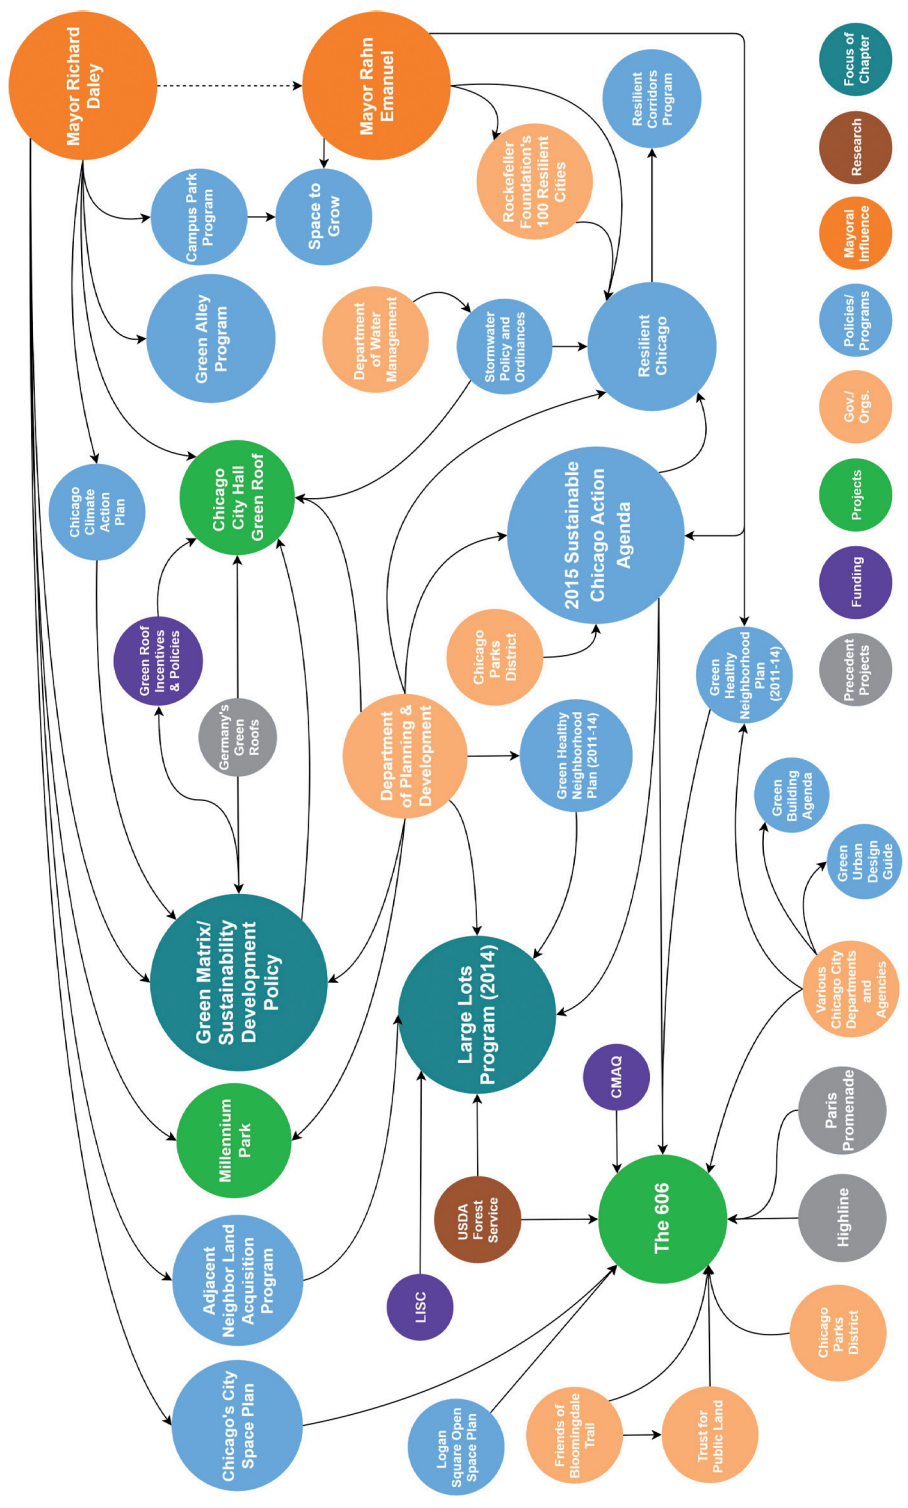 Mayor Richard
Daley
Mayor Rahn
Emanuel
Campus Park
Program
Space to
Grow
Rockefeller
Foundation's
100 Resilient
Cities
Resilient
Corridors
Program
Green Alley
Program
Department
of Water
Management
Stormwater
Policy and
Ordinances
Resilient
Chicago
Chicago
Climate
Action
Plan
Chicago
City Hall
Green Roof
2015 Sustainable
Chicago Action
Agenda
Green Roof
Incentives
& Policies
Germany's
Green
Roofs
Chicago
Parks
District
Department
of Planning &
Development
Green Healthy
Neighborhood
Plan (2011-14)
Green
Healthy
Neighborhood
Plan
(2011-14)
Green
Building
Agenda
Green
Urban
Design
Guide
Green Matrix/
Sustainability
Development
Policy
Large Lots
Program (2014)
Various
Chicago City
Departments
and
Agencies
Millennium
Park
CMAQ
Paris
Promenade
Adjacent
Neighbor Land
Acquisition
Program
USDA
Forest
Service
The 606
Highline
LISC
Chicago
Parks
District
Chicago's City
Space Plan
Logan
Square Open
Space Plan
Friends of
Bloomingdale
Trail
Trust for
Public Land
Focus of
Chapter
Research
Mayoral
Influence
Policies/
Programs
Gov./
Orgs.
Projects
Funding
Precedent
Projects